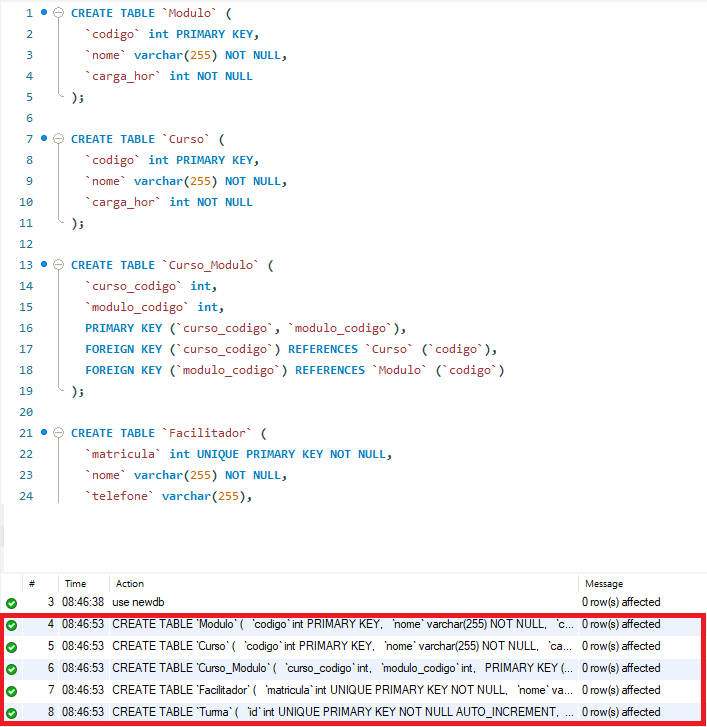 1 CREATE TABLE `Modulo` (
2 `codigo` int PRIMARY KEY,
3 `nome` varchar(255) NOT NULL,
4 `carga_hor` int NOT NULL
5 );
6
7 CREATE TABLE `Curso` (
8 `codigo` int PRIMARY KEY,
9 `nome` varchar(255) NOT NULL,
10 `carga_hor` int NOT NULL
11 );
12
13 CREATE TABLE `Curso_Modulo` (
14 `curso_codigo` int,
15 `modulo_codigo` int,
16 PRIMARY KEY (`curso_codigo`, `modulo_codigo`),
17 FOREIGN KEY (`curso_codigo`) REFERENCES `Curso` (`codigo`),
18 FOREIGN KEY (`modulo_codigo`) REFERENCES `Modulo` (`codigo`)
19 );
20
21 CREATE TABLE `Facilitador` (
22 `matricula` int UNIQUE PRIMARY KEY NOT NULL,
23 `nome` varchar(255) NOT NULL,
24 `telefone` varchar(255),
# Time Action Message
3 08:46:38 use newdb 0 row(s) affected
4 08:46:53 CREATE TABLE `Modulo` ( `codigo` int PRIMARY KEY, `nome` varchar(255) NOT NULL, `c... 0 row(s) affected
5 08:46:53 CREATE TABLE `Curso` ( `codigo` int PRIMARY KEY, `nome` varchar(255) NOT NULL, `ca... 0 row(s) affected
6 08:46:53 CREATE TABLE `Curso_Modulo` ( `curso_codigo` int, `modulo_codigo` int, PRIMARY KEY (... 0 row(s) affected
7 08:46:53 CREATE TABLE `Facilitador` ( `matricula` int UNIQUE PRIMARY KEY NOT NULL, `nome` va... 0 row(s) affected
8 08:46:53 CREATE TABLE `Turma` ( `id` int UNIQUE PRIMARY KEY NOT NULL AUTO_INCREMENT, ... 0 row(s) affected